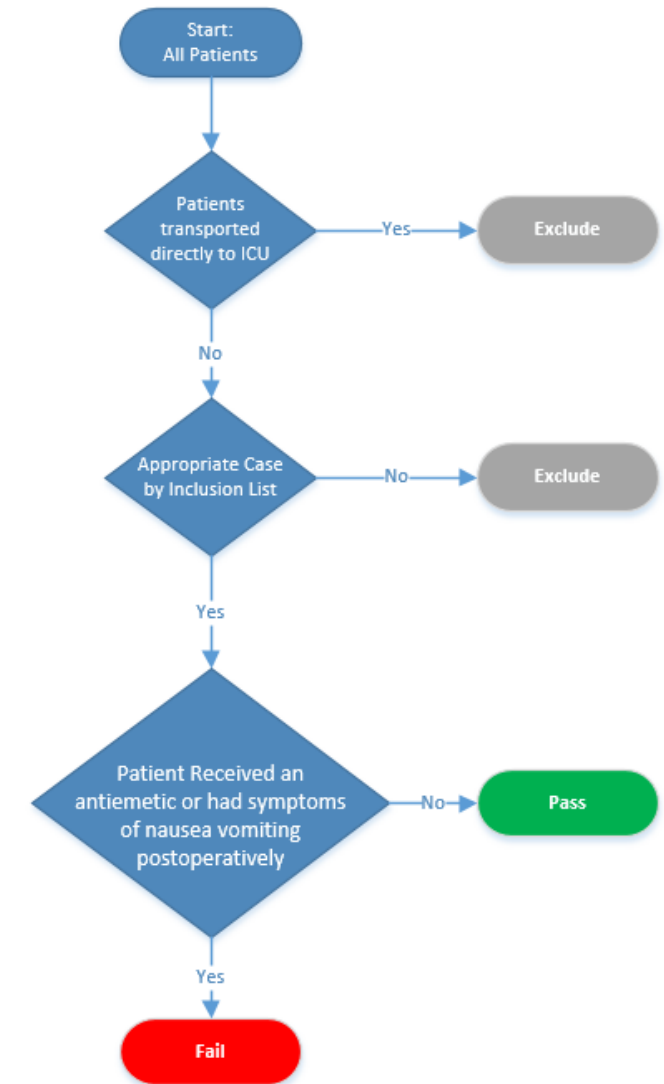 Start:
All Patients
Patients
transported
directly to ICU
Yes
Exclude
No
Appropriate Case
by Inclusion List
No
Exclude
Yes
Patient Received an
antiemetic or had symptoms
of nausea vomiting
postoperatively
No
Pass
Yes
Fail